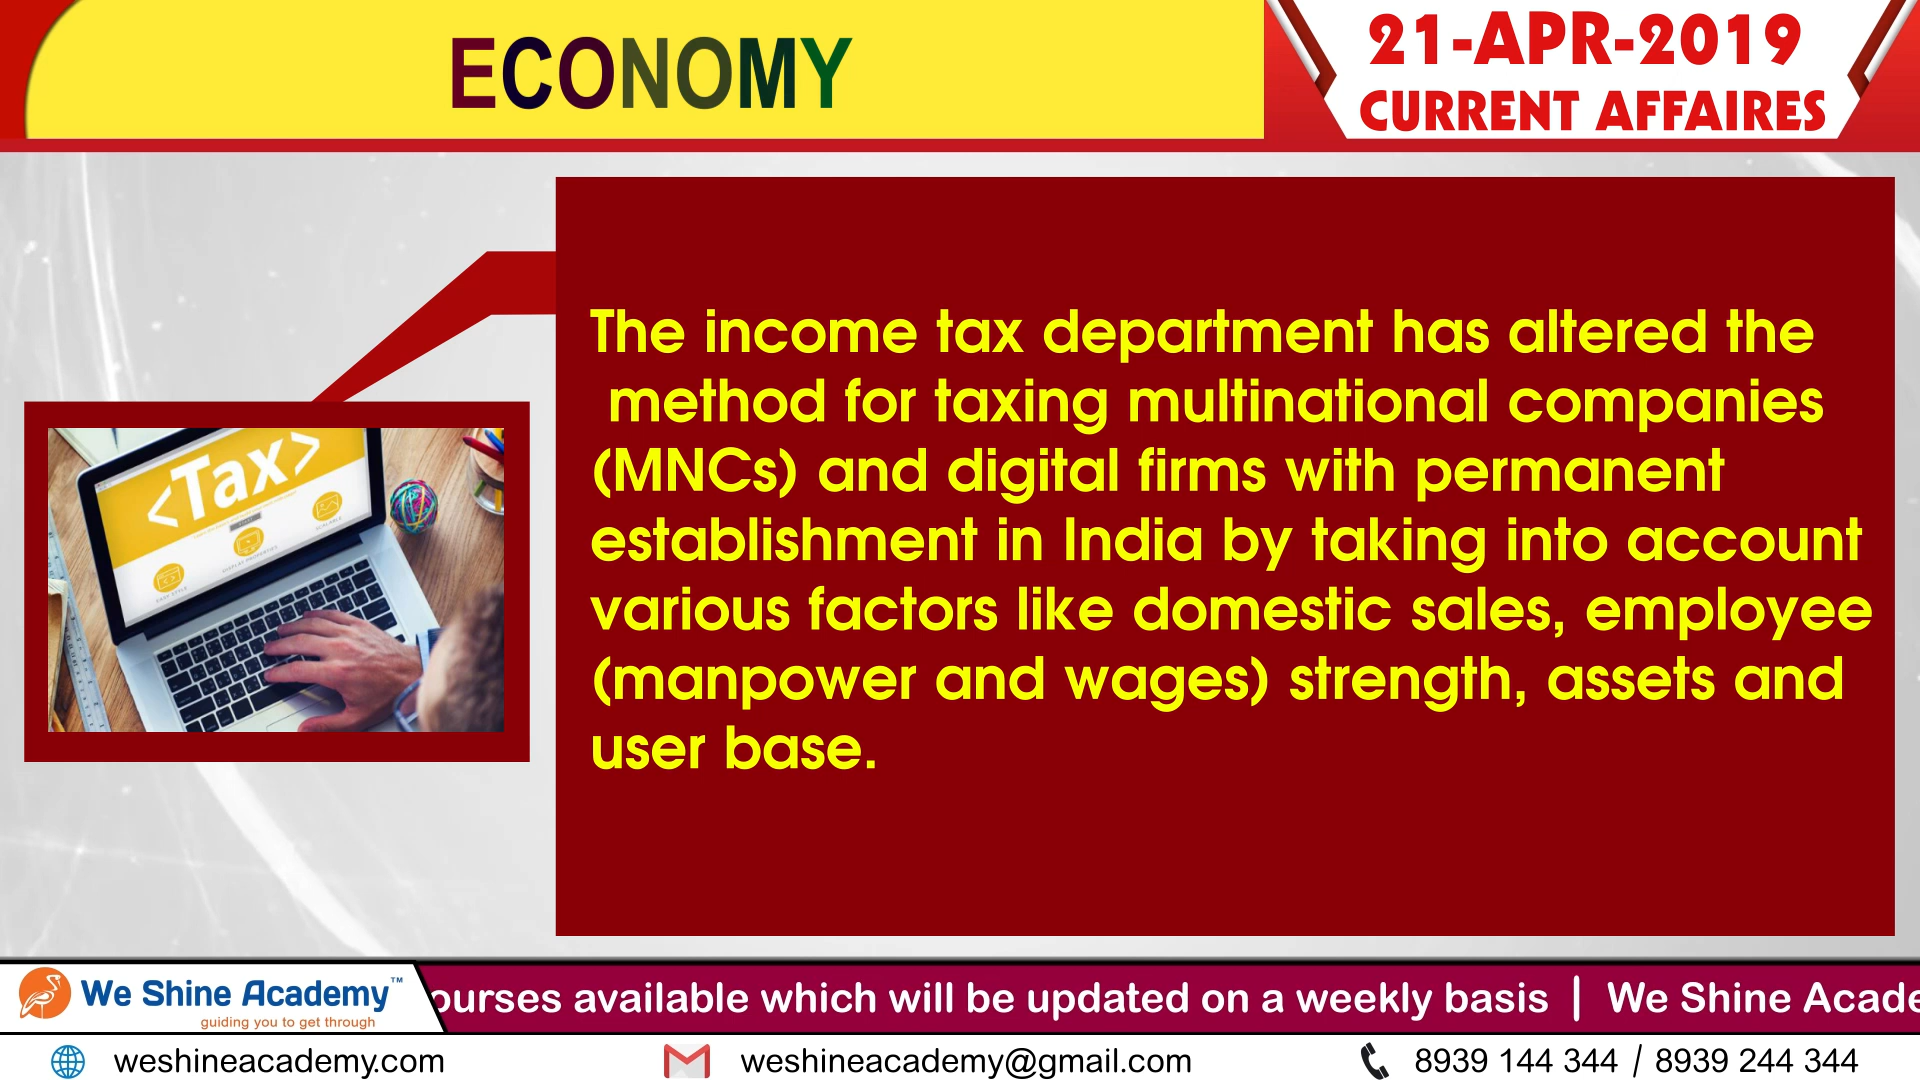 ECONOMY
21-APR-2019
CURRENT AFFAIRES
The income tax department has altered the
method for taxing multinational companies
(MNCs) and digital firms with permanent
establishment in India by taking into account
various factors like domestic sales, employee
(manpower and wages) strength, assets and
user base.
<Tax>
We Shine Academy™
guiding you to get through
ourses available which will be updated on a weekly basis | We Shine Acade
weshineacademy.com
weshineacademy@gmail.com
8939 144 344 / 8939 244 344